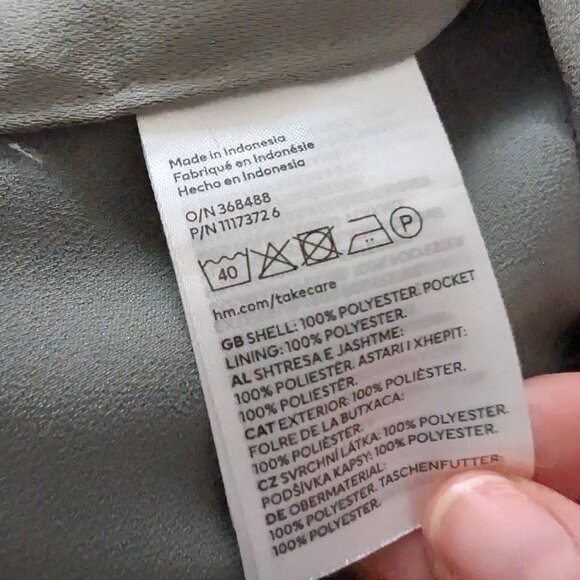 Made in Indonesia
Fabriqué en Indonésie
Hecho en Indonesia
O/N 368488
P/N 1117372 6
40
P
hm.com/takecare
GB SHELL: 100% POLYESTER. POCKET
LINING: 100% POLYESTER.
AL SHTRESA E JASHTME:
100% POLIESTËR. ASTARI I XHEPIT:
100% POLIESTËR.
CAT EXTERIOR: 100% POLIÈSTER.
FOLRE DE LA BUTXACA:
100% POLIÈSTER.
CZ SVRCHNÍ LÁTKA: 100% POLYESTER.
PODŠÍVKA KAPSY: 100% POLYESTER.
DE OBERMATERIAL:
100% POLYESTER. TASCHENFUTTER:
100% POLYESTER.